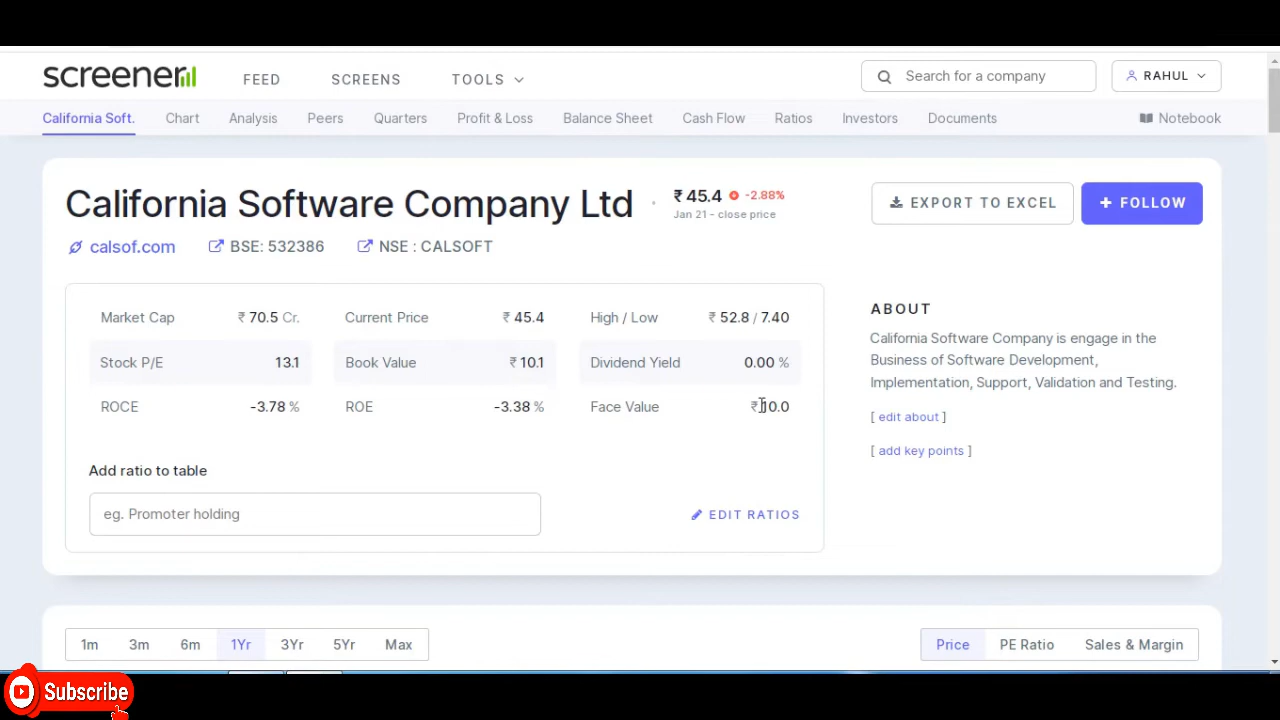 screener FEED SCREENS TOOLS Search for a company RAHUL
California Soft. Chart Analysis Peers Quarters Profit & Loss Balance Sheet Cash Flow Ratios Investors Documents Notebook
California Software Company Ltd · ₹ 45.4 -2.88% EXPORT TO EXCEL + FOLLOW
Jan 21 - close price
calsof.com BSE: 532386 NSE : CALSOFT
Market Cap ₹ 70.5 Cr. Current Price ₹ 45.4 High / Low ₹ 52.8 / 7.40
Stock P/E 13.1 Book Value ₹ 10.1 Dividend Yield 0.00 %
ROCE -3.78 % ROE -3.38 % Face Value ₹ 10.0
Add ratio to table
eg. Promoter holding EDIT RATIOS
ABOUT
California Software Company is engage in the
Business of Software Development,
Implementation, Support, Validation and Testing.
[ edit about ]
[ add key points ]
1m 3m 6m 1Yr 3Yr 5Yr Max Price PE Ratio Sales & Margin
Subscribe